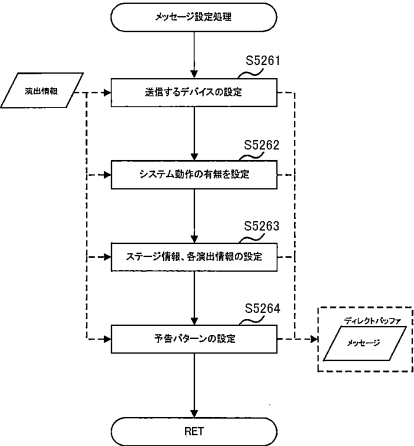 メッセージ設定処理
S5261
演出情報
送信するデバイスの設定
S5262
システム動作の有無を設定
S5263
ステージ情報、各演出情報の設定
S5264
予告パターンの設定
ディレクトバッファ
メッセージ
RET